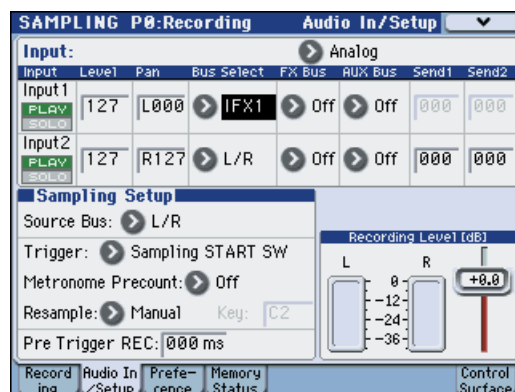 SAMPLING P0:Recording Audio In/Setup
Input: Analog
Input Level Pan Bus Select FX Bus AUX Bus Send1 Send2
Input1
PLAY 127 L000 IFX1 Off Off 000 000
SOLO
Input2
PLAY 127 R127 L/R Off Off 000 000
SOLO
Sampling Setup
Source Bus: L/R
Trigger: Sampling START SW
Metronome Precount: Off
Resample: Manual Key: C2
Pre Trigger REC: 000 ms
Recording Level [dB]
L R
0
-12
-24
-36
+0.0
Record
ing
Audio In
/Setup
Prefe-
rence
Memory
Status
Control
Surface